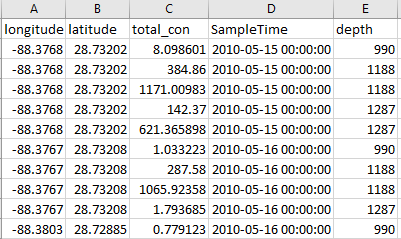 A B C D E
longitude latitude total_con SampleTime depth
-88.3768 28.73202 8.098601 2010-05-15 00:00:00 990
-88.3768 28.73202 384.86 2010-05-15 00:00:00 1188
-88.3768 28.73202 1171.00983 2010-05-15 00:00:00 1188
-88.3768 28.73202 142.37 2010-05-15 00:00:00 1287
-88.3768 28.73202 621.365898 2010-05-15 00:00:00 1287
-88.3767 28.73208 1.033223 2010-05-16 00:00:00 990
-88.3767 28.73208 287.58 2010-05-16 00:00:00 1188
-88.3767 28.73208 1065.92358 2010-05-16 00:00:00 1188
-88.3767 28.73208 1.793685 2010-05-16 00:00:00 1287
-88.3803 28.72885 0.779123 2010-05-16 00:00:00 990